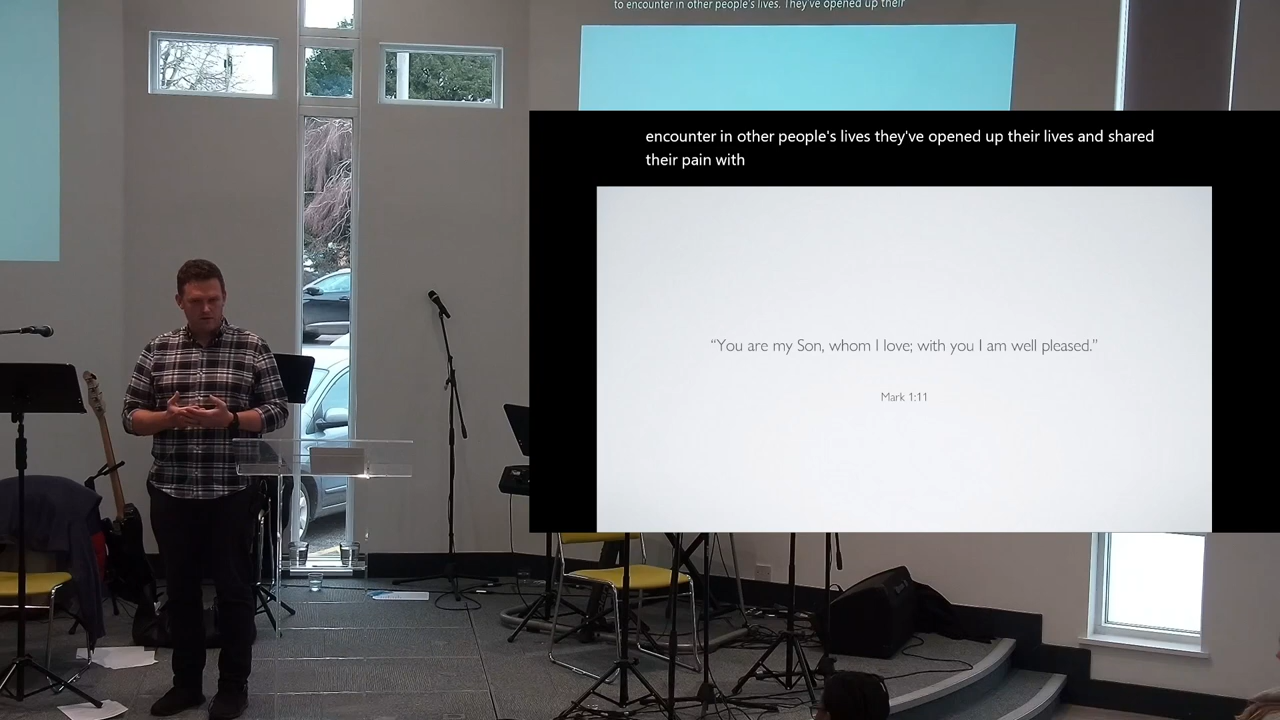 to encounter in other people's lives. They've opened up their
encounter in other people's lives they've opened up their lives and shared
their pain with
“You are my Son, whom I love; with you I am well pleased.”
Mark 1:11